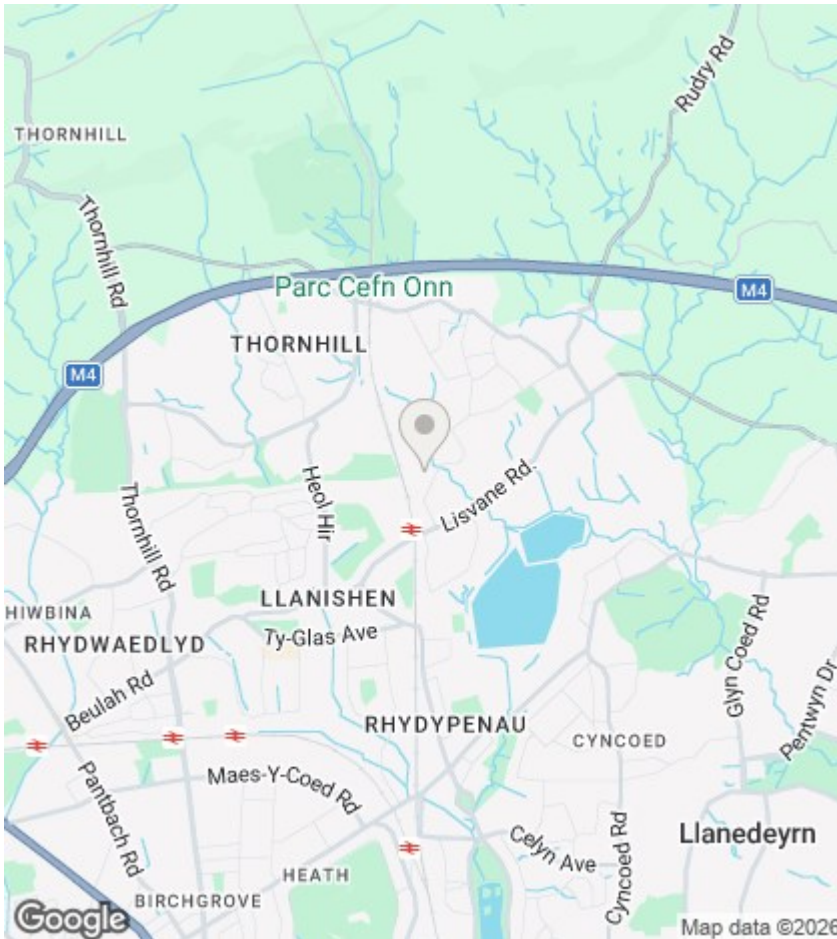 Rudry Rd
THORNHILL
Thornhill Rd
Parc Cefn Onn
M4
THORNHILL
M4
Heol Hir
Lisvane Rd.
Thornhill Rd
LLANISHEN
HIWBINA
Ty-Glas Ave
RHYDWAEDLYD
Glyn Coed Rd
Pentwyn Dr
Beulah Rd
RHYDYPENAU
CYNCOED
Maes-Y-Coed Rd
Pantbach Rd
Celyn Ave
Llanedeyrn
Cyncoed Rd
HEATH
BIRCHGROVE
Google
Map data ©2026